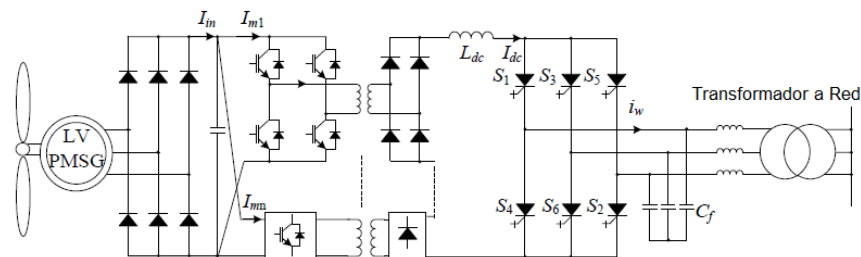 I_in
I_m1
L_dc
I_dc
S_1
S_3
S_5
Transformador a Red
i_w
LV
PMSG
I_mn
S_4
S_6
S_2
C_f